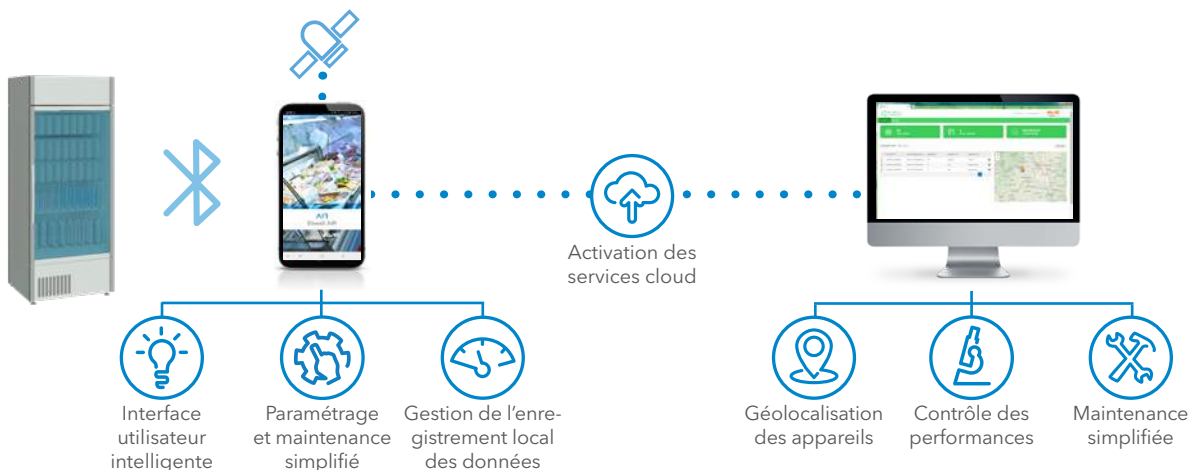 Activation des
services cloud
Interface
utilisateur
intelligente
Paramétrage
et maintenance
simplifié
Gestion de l’enre-
gistrement local
des données
Géolocalisation
des appareils
Contrôle des
performances
Maintenance
simplifiée